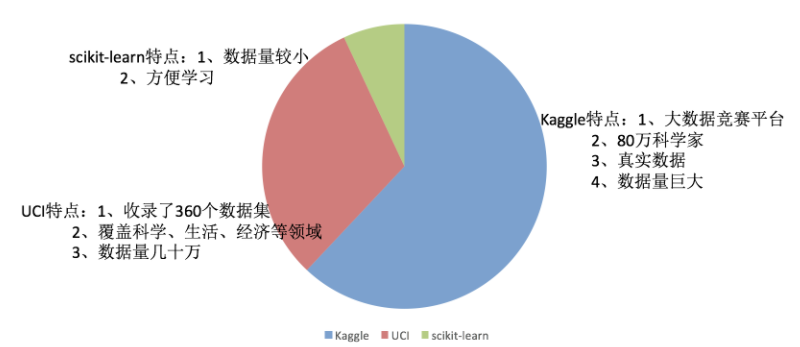 scikit-learn特点：1、数据量较小
2、方便学习
Kaggle特点：1、大数据竞赛平台
2、80万科学家
3、真实数据
4、数据量巨大
UCI特点：1、收录了360个数据集
2、覆盖科学、生活、经济等领域
3、数据量几十万
Kaggle UCI scikit-learn